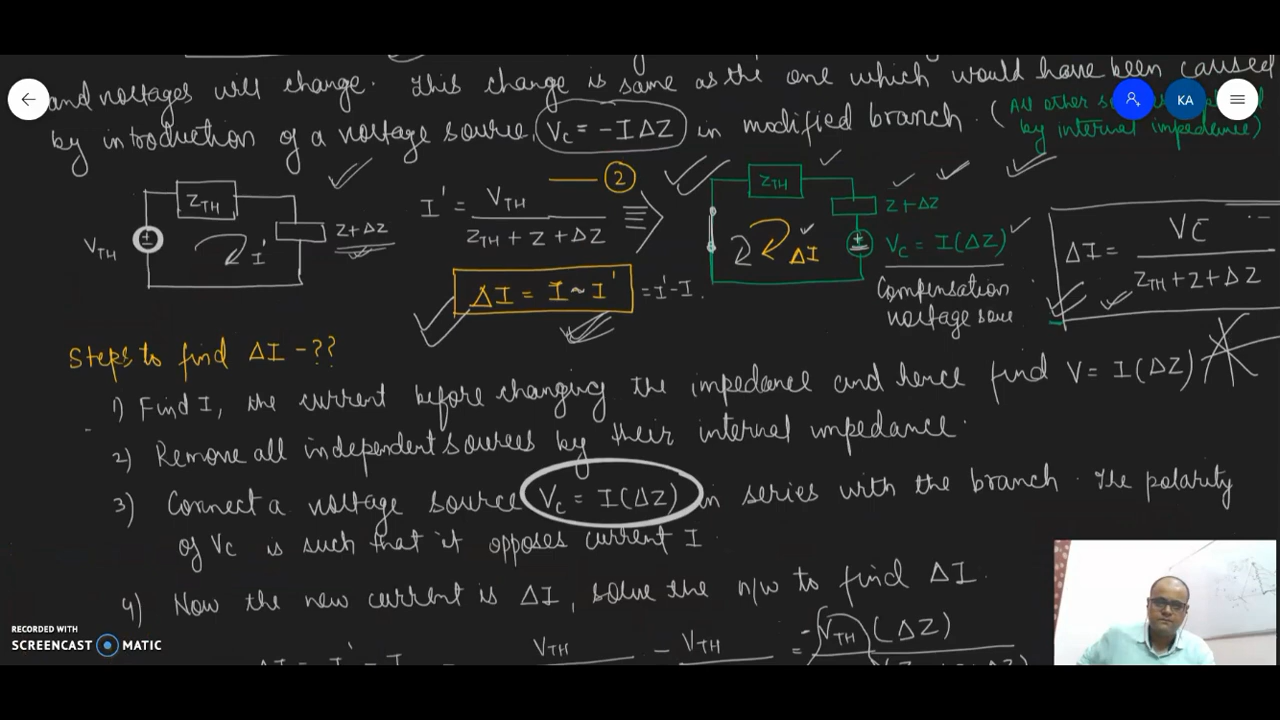 and voltages will change. This change is same as the one which would have been caused
by introduction of a voltage source, Vc = -IΔZ in modified branch. (All other
by internal impedance)
KA
ZTH
VTH
I'
Z+ΔZ
I' = VTH / (ZTH + Z + ΔZ) — 2
ΔI = I ~ I' = I' - I.
ZTH
Z+ΔZ
ΔI
Vc = I(ΔZ)
Compensation
voltage
ΔI = Vc / (ZTH + Z + ΔZ)
Steps to find ΔI -??
1) Find I, the current before changing the impedance and hence find V = I(ΔZ)
2) Remove all independent sources by their internal impedance.
3) Connect a voltage source Vc = I(ΔZ) in series with the branch. The polarity
of Vc is such that it opposes current I.
4) Now the new current is ΔI, solve the n/w to find ΔI.
VTH - VTH = -VTH (ΔZ)
RECORDED WITH
SCREENCAST MATIC